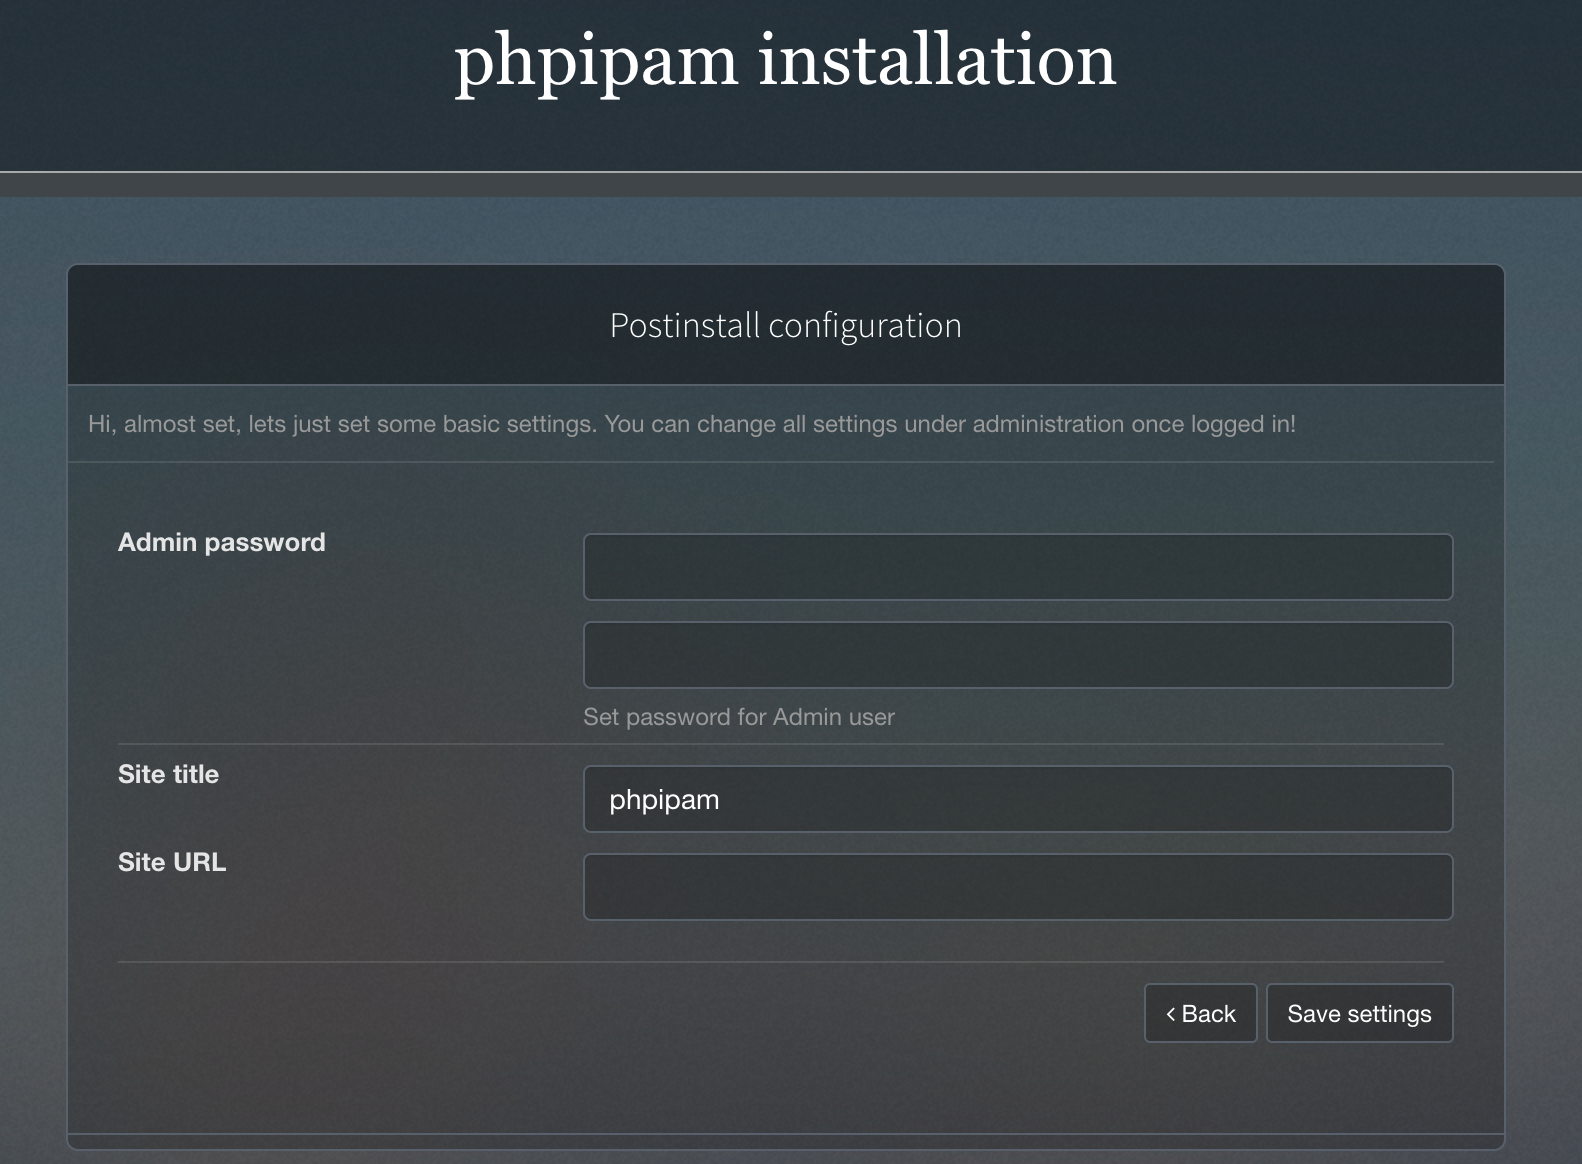 phpipam installation
Postinstall configuration
Hi, almost set, lets just set some basic settings. You can change all settings under administration once logged in!
Admin password
Set password for Admin user
Site title
phpipam
Site URL
< Back
Save settings